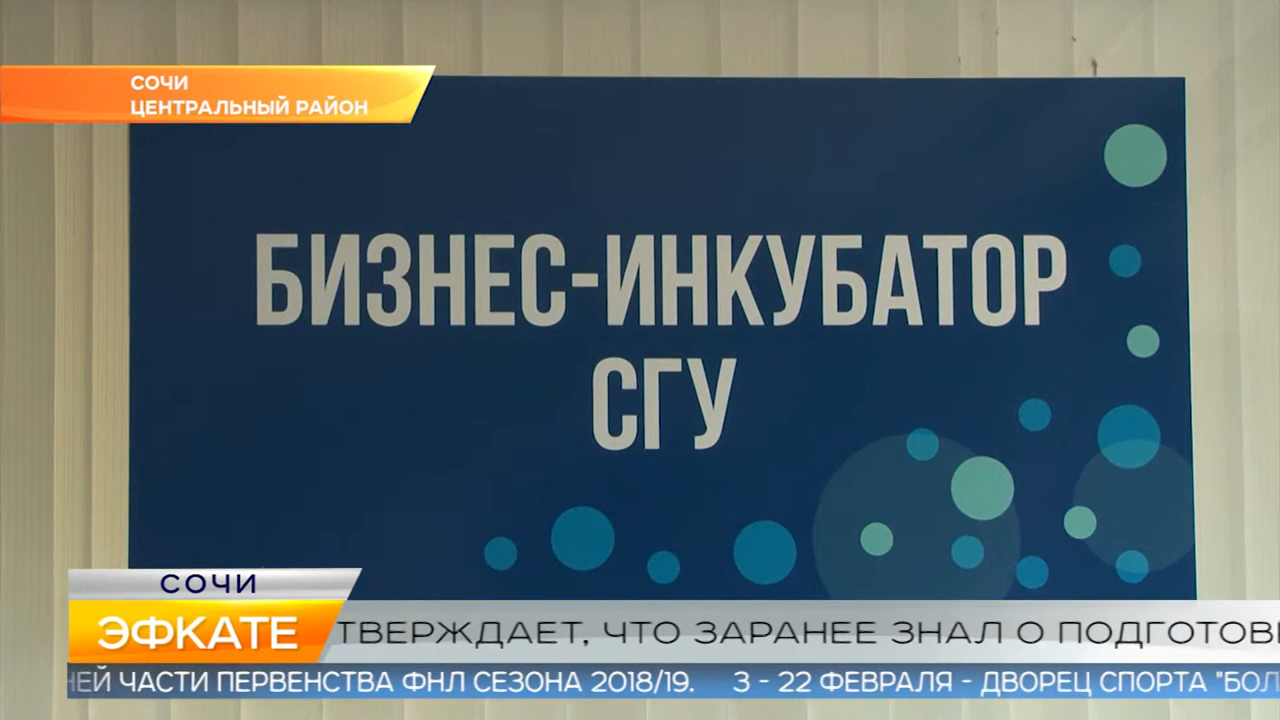 СОЧИ
ЦЕНТРАЛЬНЫЙ РАЙОН
БИЗНЕС-ИНКУБАТОР
СГУ
СОЧИ
ЭФКАТЕ
ТВЕРЖДАЕТ, ЧТО ЗАРАНЕЕ ЗНАЛ О ПОДГОТОВ
НЕЙ ЧАСТИ ПЕРВЕНСТВА ФНЛ СЕЗОНА 2018/19. 3 - 22 ФЕВРАЛЯ - ДВОРЕЦ СПОРТА "БОЛ